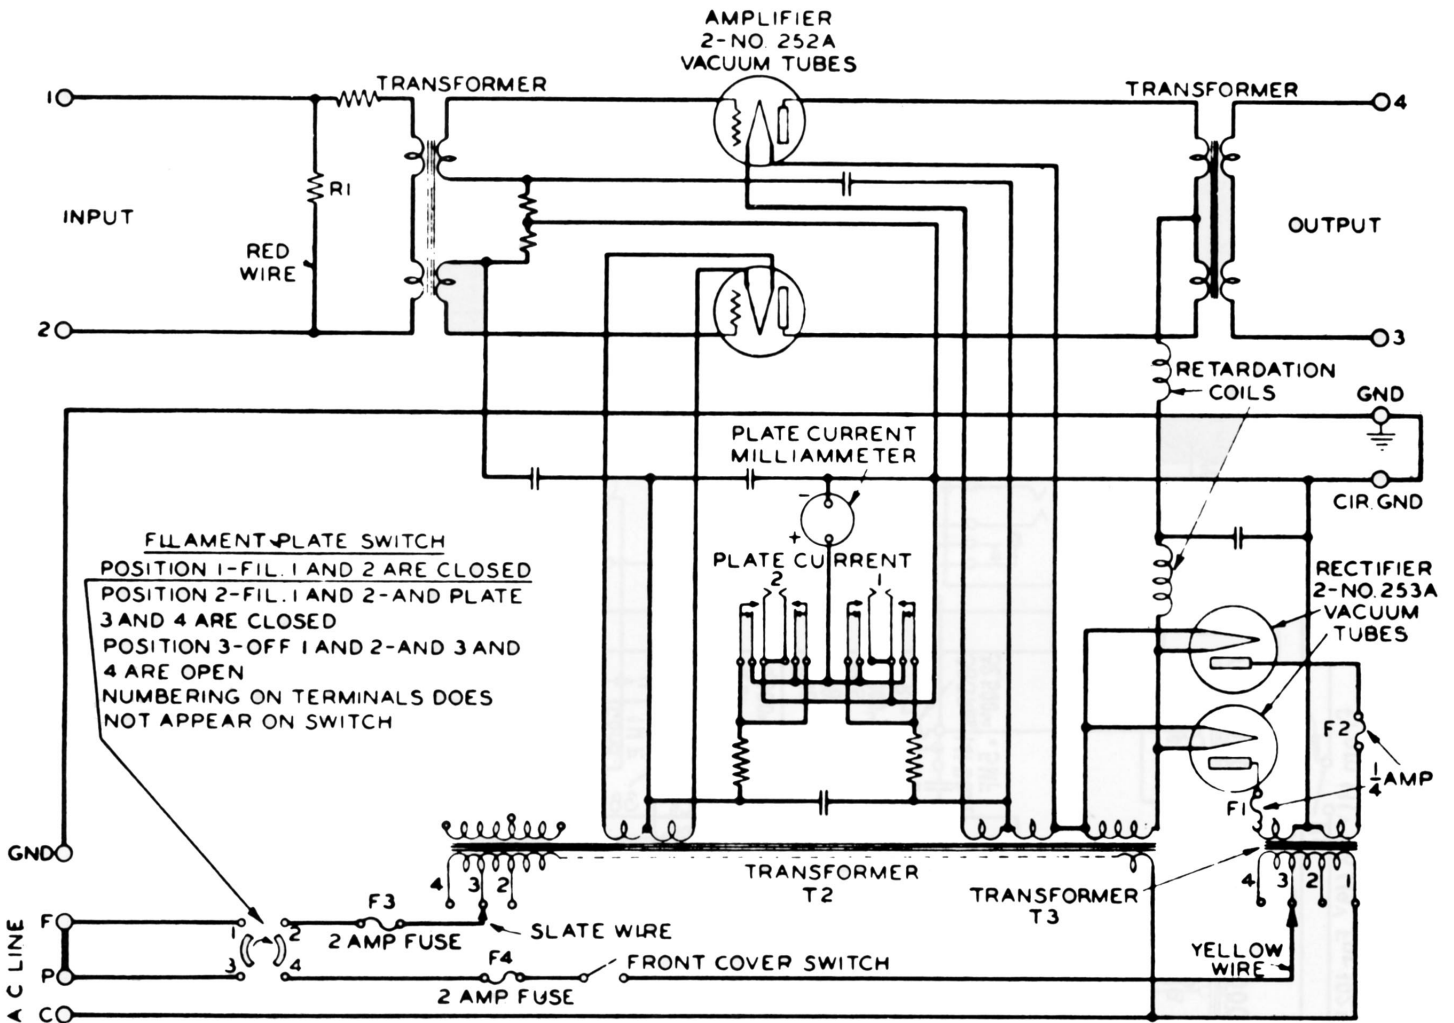 AMPLIFIER
2-NO. 252A
VACUUM TUBES
TRANSFORMER
TRANSFORMER
1
4
R1
INPUT
OUTPUT
RED
WIRE
2
3
RETARDATION
COILS
GND
PLATE CURRENT
MILLIAMMETER
-
+
CIR. GND
PLATE CURRENT
2
1
FILAMENT-PLATE SWITCH
POSITION 1-FIL. 1 AND 2 ARE CLOSED
POSITION 2-FIL. 1 AND 2-AND PLATE
3 AND 4 ARE CLOSED
POSITION 3-OFF 1 AND 2-AND 3 AND
4 ARE OPEN
NUMBERING ON TERMINALS DOES
NOT APPEAR ON SWITCH
RECTIFIER
2-NO. 253A
VACUUM
TUBES
F2
1/4 AMP
F1
GND
4 3 2
TRANSFORMER
T2
TRANSFORMER
T3
4 3 2 1
F3
2 AMP FUSE
SLATE WIRE
YELLOW
WIRE
F4
2 AMP FUSE
FRONT COVER SWITCH
1 2
3 4
A C LINE
F
P
C